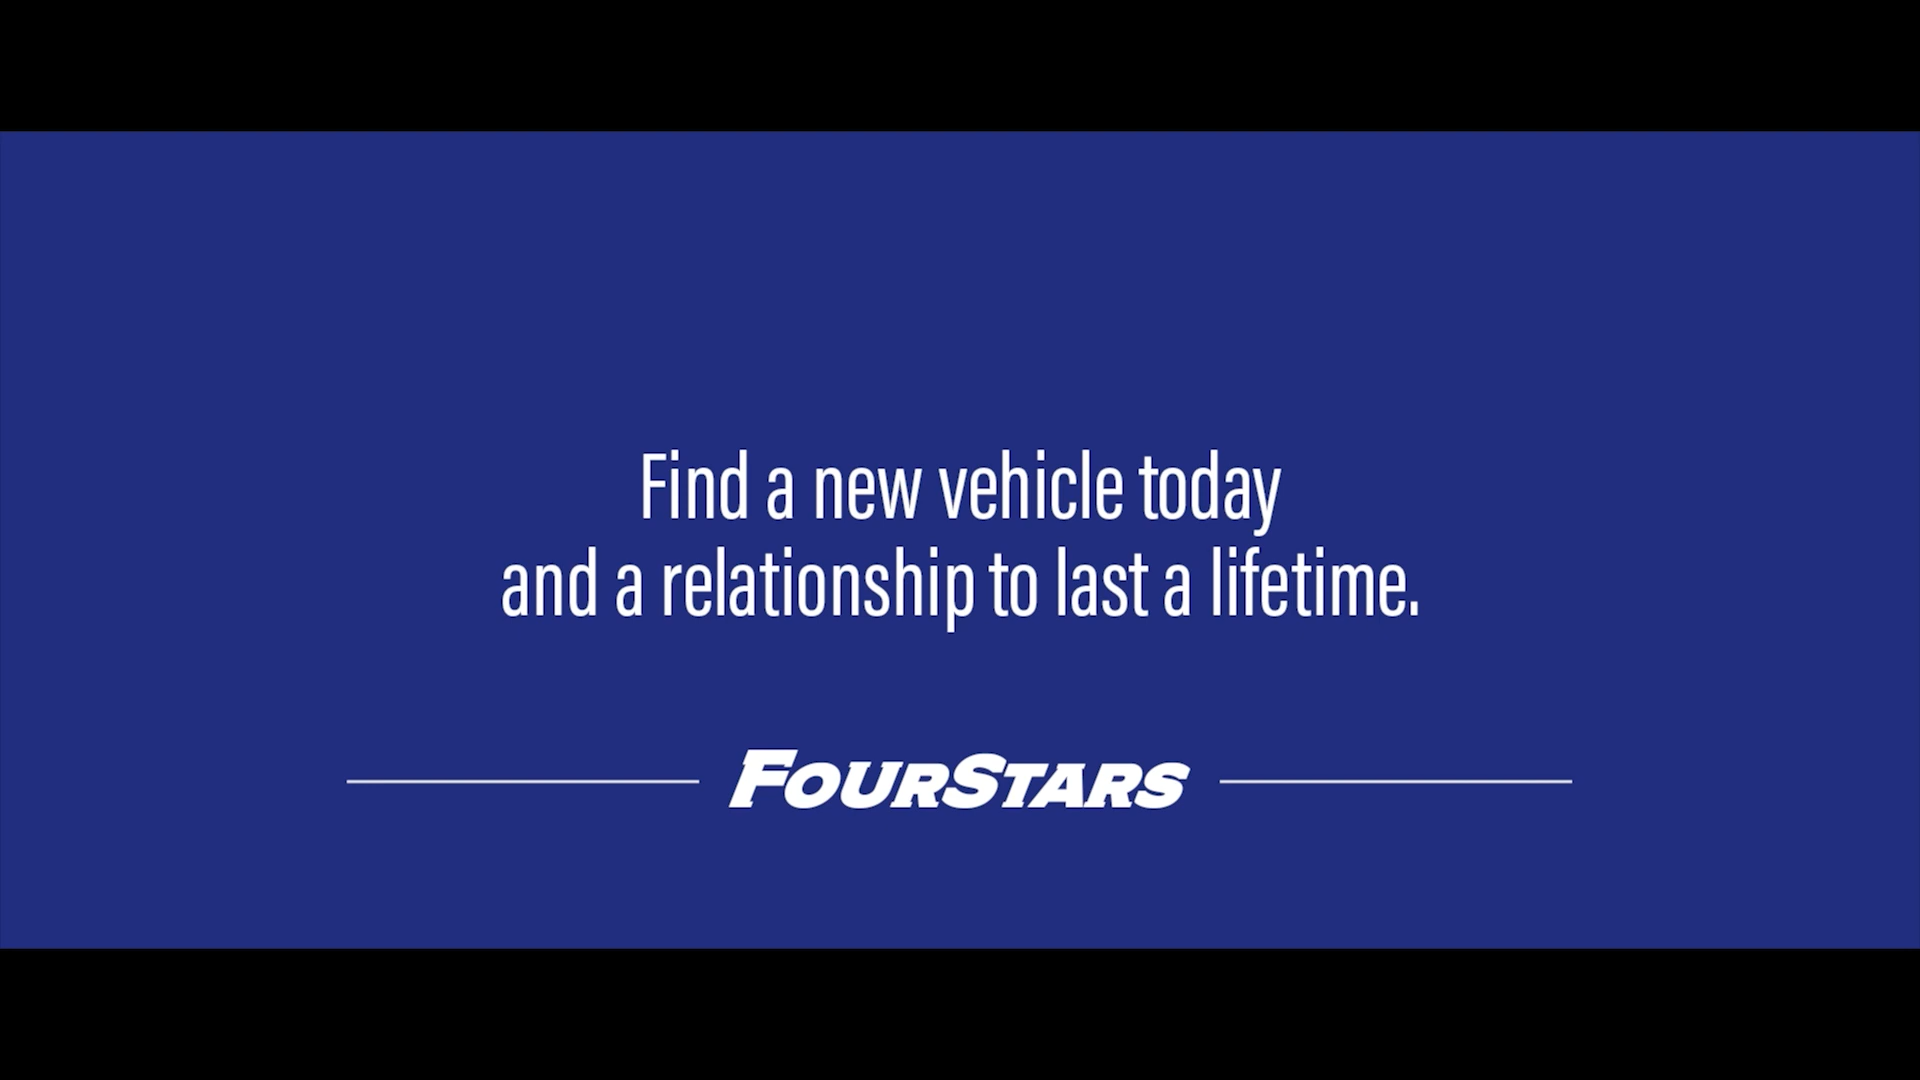 Find a new vehicle today
and a relationship to last a lifetime.
FOURSTARS